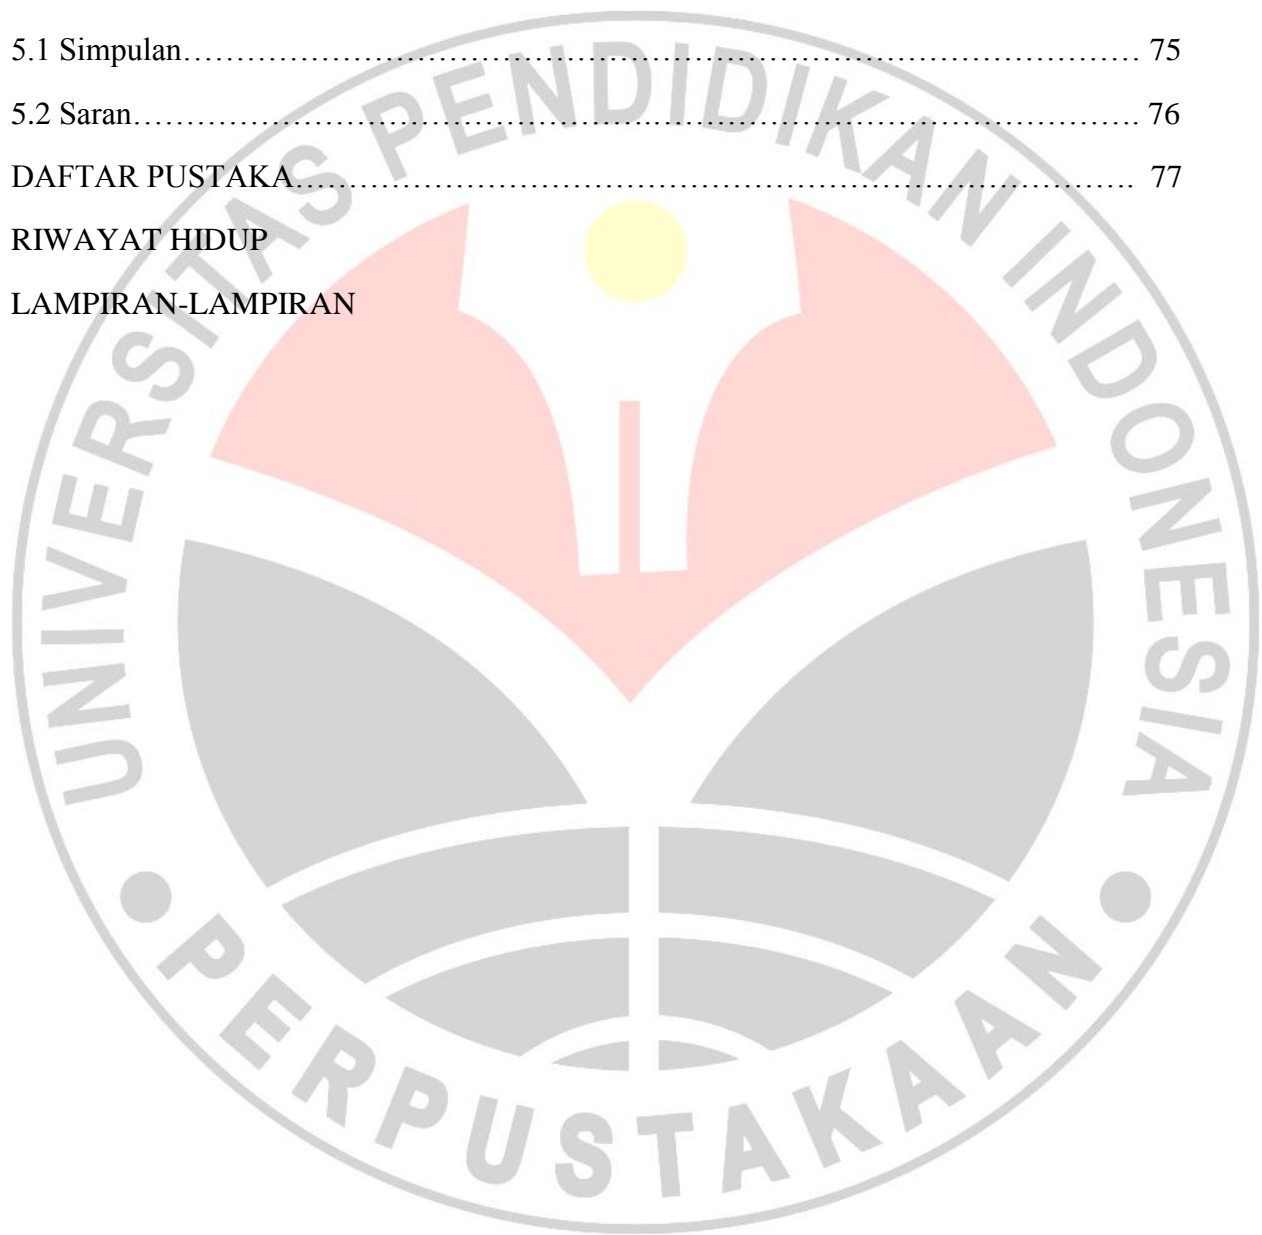 5.1 Simpulan…………………………………………………………………………… 75
5.2 Saran………………………………………………………………………………. 76
DAFTAR PUSTAKA…………………………………………………………………. 77
RIWAYAT HIDUP
LAMPIRAN-LAMPIRAN
UNIVERSITAS PENDIDIKAN INDONESIA
• PERPUSTAKAAN •